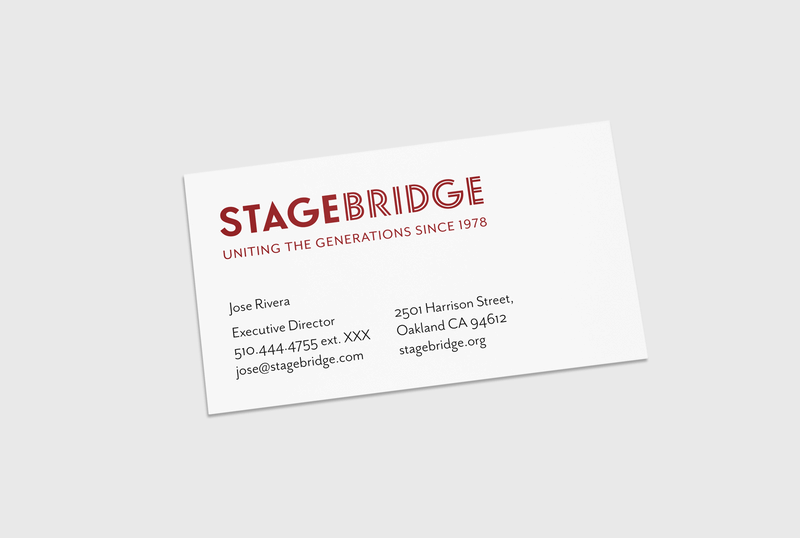 STAGEBRIDGE
UNITING THE GENERATIONS SINCE 1978
Jose Rivera
Executive Director
510.444.4755 ext. XXX
jose@stagebridge.com
2501 Harrison Street,
Oakland CA 94612
stagebridge.org